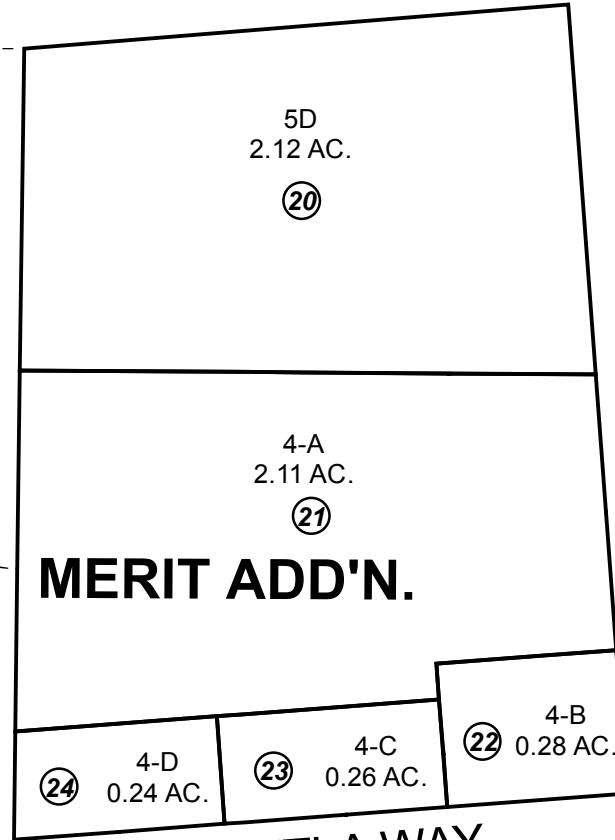 5D
2.12 AC.
20
4-A
2.11 AC.
21
MERIT ADD'N.
4-B
22 0.28 AC.
4-C
23 0.26 AC.
4-D
24 0.24 AC.
WAY